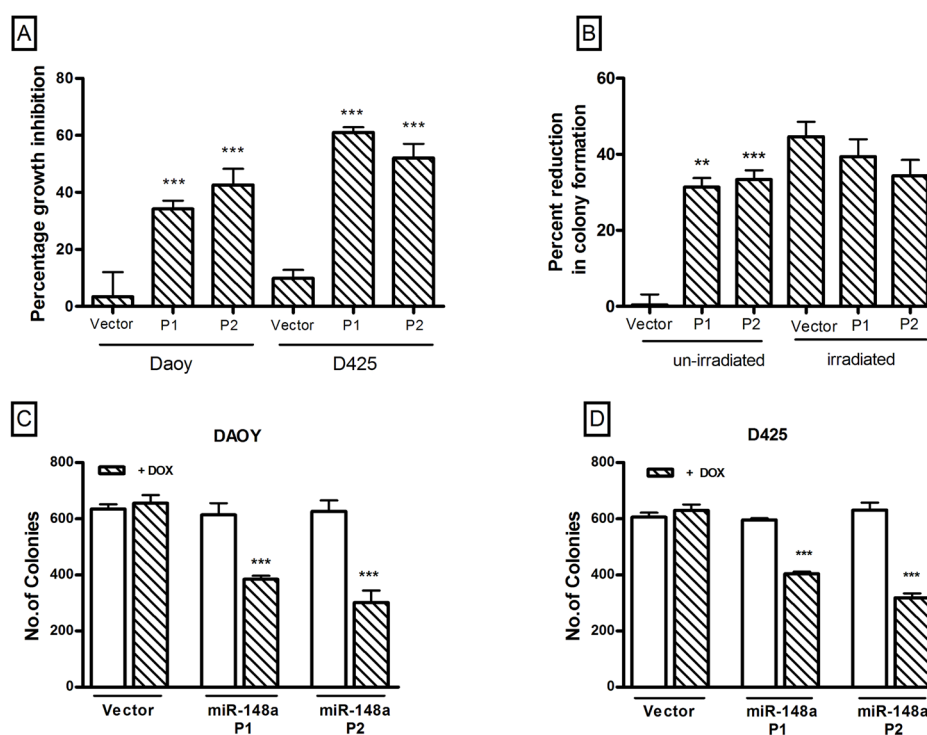 A
Percentage growth inhibition
80
60
40
20
0
***
***
***
***
Vector P1 P2 Vector P1 P2
Daoy D425
B
Percent reduction
in colony formation
60
40
20
0
**
***
Vector P1 P2 Vector P1 P2
un-irradiated irradiated
C
DAOY
No.of Colonies
800
600
400
200
0
+ DOX
***
***
Vector miR-148a miR-148a
P1 P2
D
D425
No.of Colonies
800
600
400
200
0
+ DOX
***
***
Vector miR-148a miR-148a
P1 P2